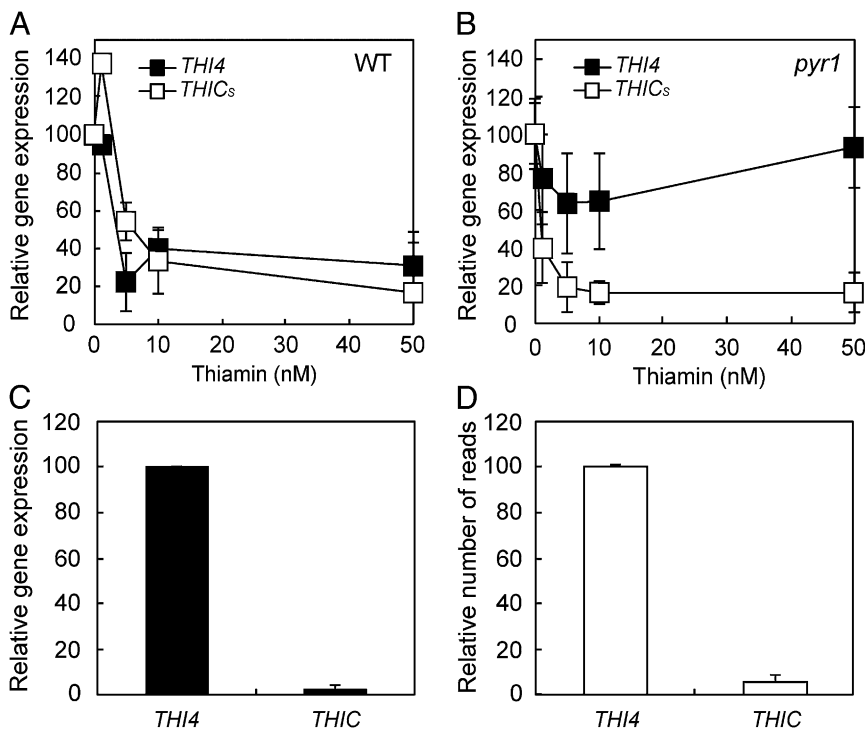 A
Relative gene expression
140
120
100
80
60
40
20
0
THI4
THICs
WT
0 10 20 30 40 50
Thiamin (nM)
B
Relative gene expression
140
120
100
80
60
40
20
0
THI4
THICs
pyr1
0 10 20 30 40 50
Thiamin (nM)
C
Relative gene expression
120
100
80
60
40
20
0
THI4 THIC
D
Relative number of reads
120
100
80
60
40
20
0
THI4 THIC